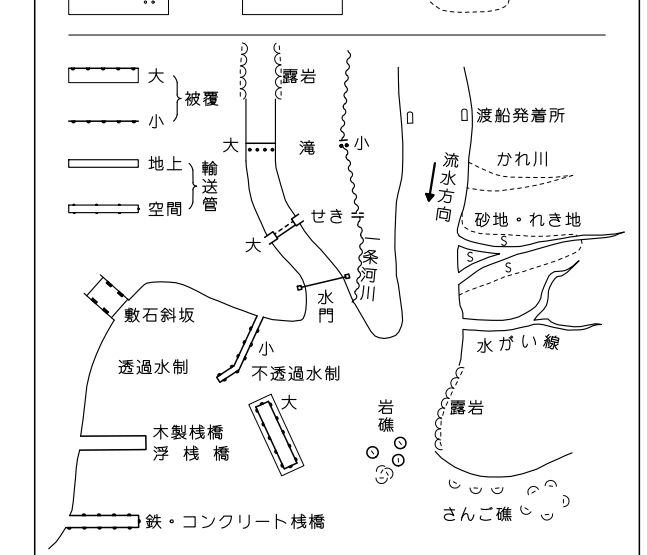 露岩
大
被覆
小
渡船発着所
大
滝
小
地上
輸送管
空間
流水方向
かれ川
せき
砂地・れき地
S
S
S
大
一条河川
水門
敷石斜坂
水がい線
小
透過水制
不透過水制
大
岩礁
露岩
木製桟橋
浮桟橋
さんご礁
鉄・コンクリート桟橋